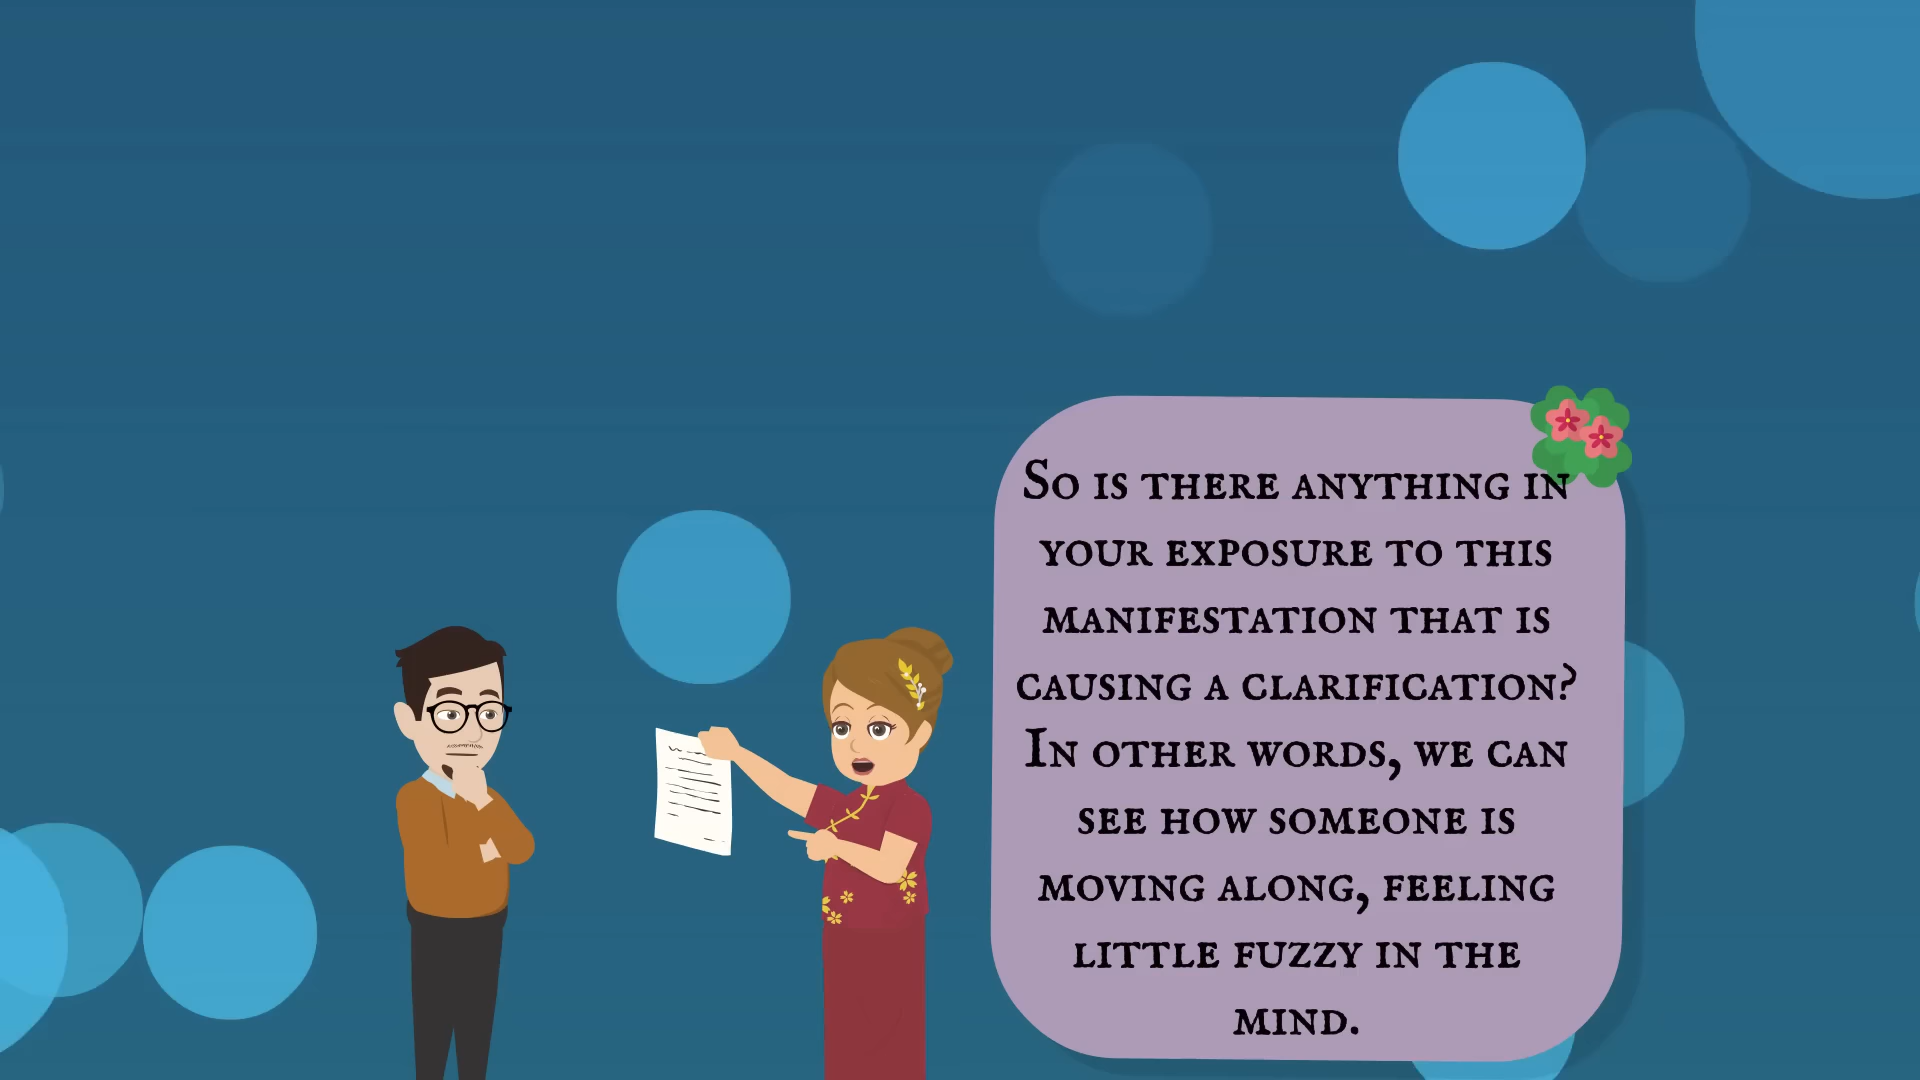 So is there anything in
your exposure to this
manifestation that is
causing a clarification?
In other words, we can
see how someone is
moving along, feeling
little fuzzy in the
mind.